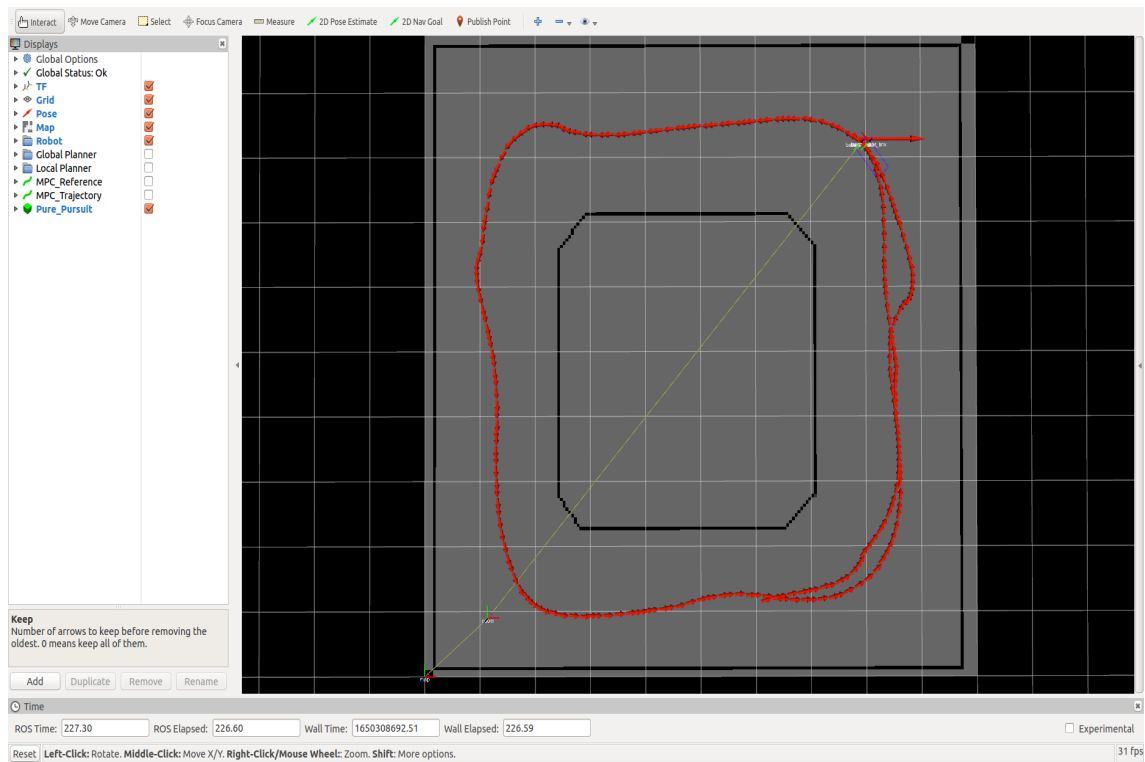 Interact Move Camera Select Focus Camera Measure 2D Pose Estimate 2D Nav Goal Publish Point
Displays
Global Options
Global Status: Ok
TF
Grid
Pose
Map
Robot
Global Planner
Local Planner
MPC_Reference
MPC_Trajectory
Pure_Pursuit
map
Keep
Number of arrows to keep before removing the
oldest. 0 means keep all of them.
Add Duplicate Remove Rename
Time
ROS Time: 227.30 ROS Elapsed: 226.60 Wall Time: 1650308692.51 Wall Elapsed: 226.59 Experimental
Reset Left-Click: Rotate. Middle-Click: Move X/Y. Right-Click/Mouse Wheel:: Zoom. Shift: More options. 31 fps